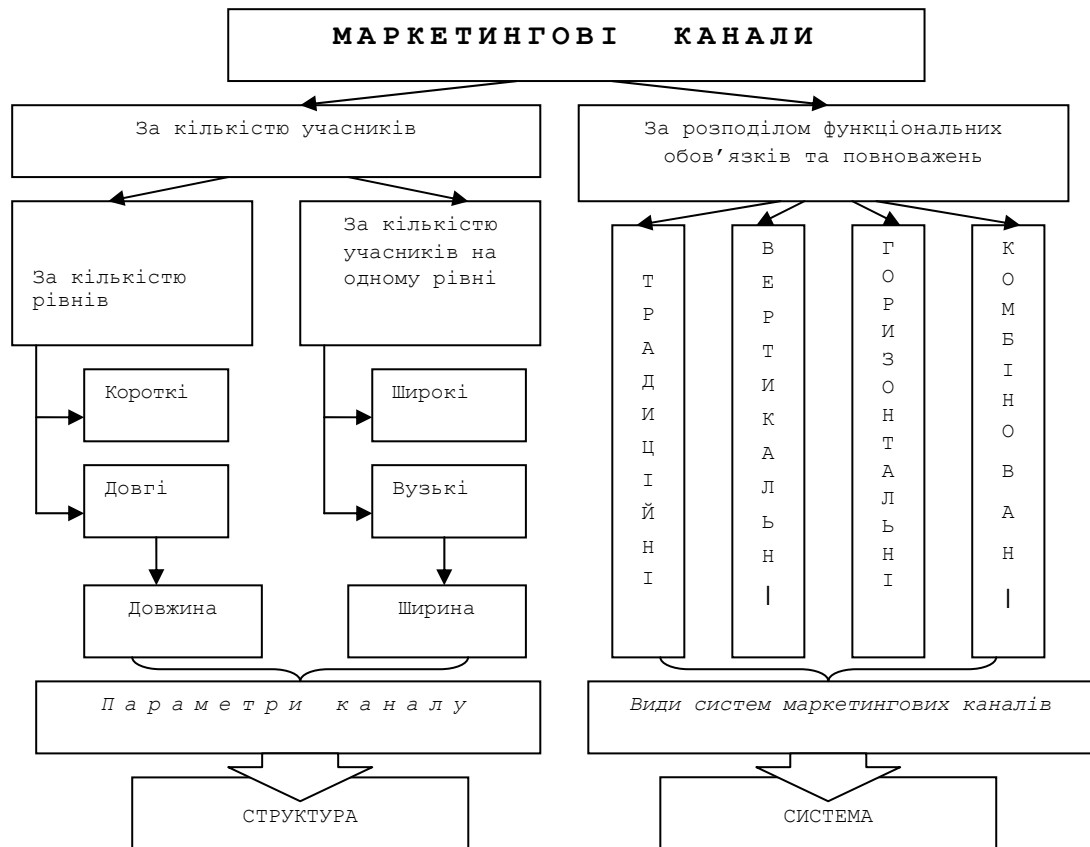 МАРКЕТИНГОВІ КАНАЛИ
За кількістю учасників
За розподілом функціональних
обов’язків та повноважень
За кількістю
рівнів
За кількістю
учасників на
одному рівні
Короткі
Довгі
Довжина
Широкі
Вузькі
Ширина
ТРАДИЦІЙНІ
ВЕРТИКАЛЬНІ
ГОРИЗОНТАЛЬНІ
КОМБІНОВАНІ
Параметри каналу
Види систем маркетингових каналів
СТРУКТУРА
СИСТЕМА